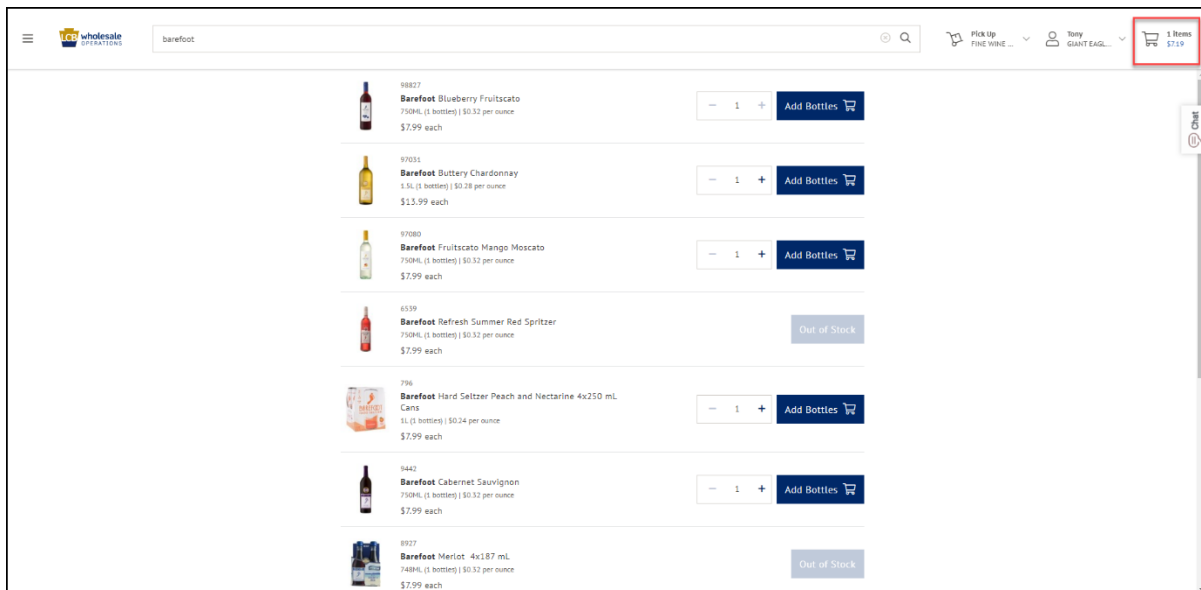 LCB wholesale
OPERATIONS
barefoot
Pick Up
FINE WINE ...
Tony
GIANT EAGL...
1 items
$7.19
Chat
98827
Barefoot Blueberry Fruitscato
750ML (1 bottles) | $0.32 per ounce
$7.99 each
1
Add Bottles
97031
Barefoot Buttery Chardonnay
1.5L (1 bottles) | $0.28 per ounce
$13.99 each
1
Add Bottles
97080
Barefoot Fruitscato Mango Moscato
750ML (1 bottles) | $0.32 per ounce
$7.99 each
1
Add Bottles
6539
Barefoot Refresh Summer Red Spritzer
750ML (1 bottles) | $0.32 per ounce
$7.99 each
Out of Stock
796
Barefoot Hard Seltzer Peach and Nectarine 4x250 mL
Cans
1L (1 bottles) | $0.24 per ounce
$7.99 each
1
Add Bottles
9442
Barefoot Cabernet Sauvignon
750ML (1 bottles) | $0.32 per ounce
$7.99 each
1
Add Bottles
8927
Barefoot Merlot 4x187 mL
748ML (1 bottles) | $0.32 per ounce
$7.99 each
Out of Stock